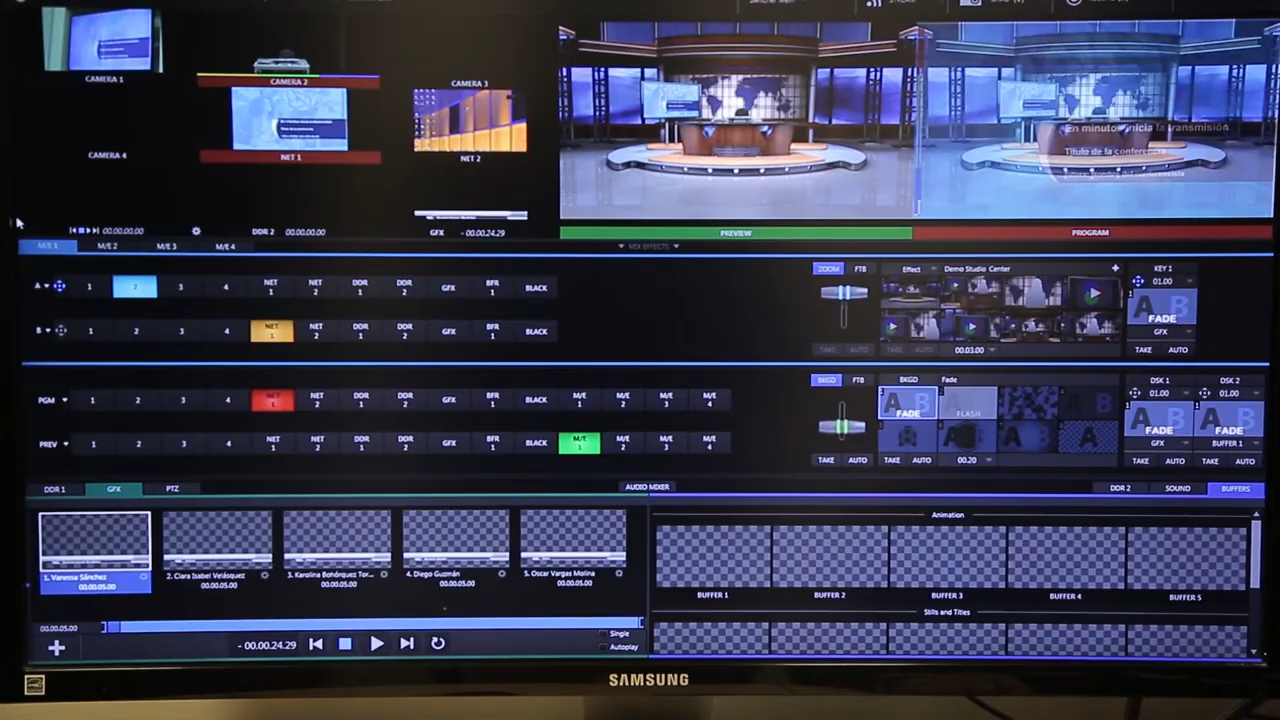 CAMERA 1
CAMERA 2
CAMERA 3
CAMERA 4
NET 1
NET 2
00.00.00.00
DDR 2 00.00.00.00
GFX - 00.00.24.29
En minutos inicia la transmisión
Título de la conferencia
PREVIEW
PROGRAM
M/E 1 M/E 2 M/E 3 M/E 4
MIX EFFECTS
A 1 2 3 4 NET 1 NET 2 DDR 1 DDR 2 GFX BFR 1 BLACK
B 1 2 3 4 NET 1 NET 2 DDR 1 DDR 2 GFX BFR 1 BLACK
ZOOM FTB
Effect Demo Studio Center
KEY 1
01.00
FADE
GFX
TAKE AUTO TAKE AUTO 00.03.00 TAKE AUTO
PGM 1 2 3 4 NET 1 NET 2 DDR 1 DDR 2 GFX BFR 1 BLACK M/E 1 M/E 2 M/E 3 M/E 4
PREV 1 2 3 4 NET 1 NET 2 DDR 1 DDR 2 GFX BFR 1 BLACK M/E 1 M/E 2 M/E 3 M/E 4
BKGD FTB BKGD Fade
DSK 1 DSK 2
01.00 01.00
FADE FLASH FADE FADE
GFX BUFFER 1
TAKE AUTO TAKE AUTO 00.20 TAKE AUTO TAKE AUTO
DDR 1 GFX PTZ
AUDIO MIXER
DDR 2 SOUND BUFFERS
1. Vanessa Sánchez
00.00.05.00
2. Clara Isabel Velásquez
00.00.05.00
3. Karolina Bohórquez Tor...
00.00.05.00
4. Diego Guzmán
00.00.05.00
5. Oscar Vargas Molina
00.00.05.00
Animation
BUFFER 1 BUFFER 2 BUFFER 3 BUFFER 4 BUFFER 5
Stills and Titles
00.00.05.00
- 00.00.24.29
Single
Autoplay
SAMSUNG